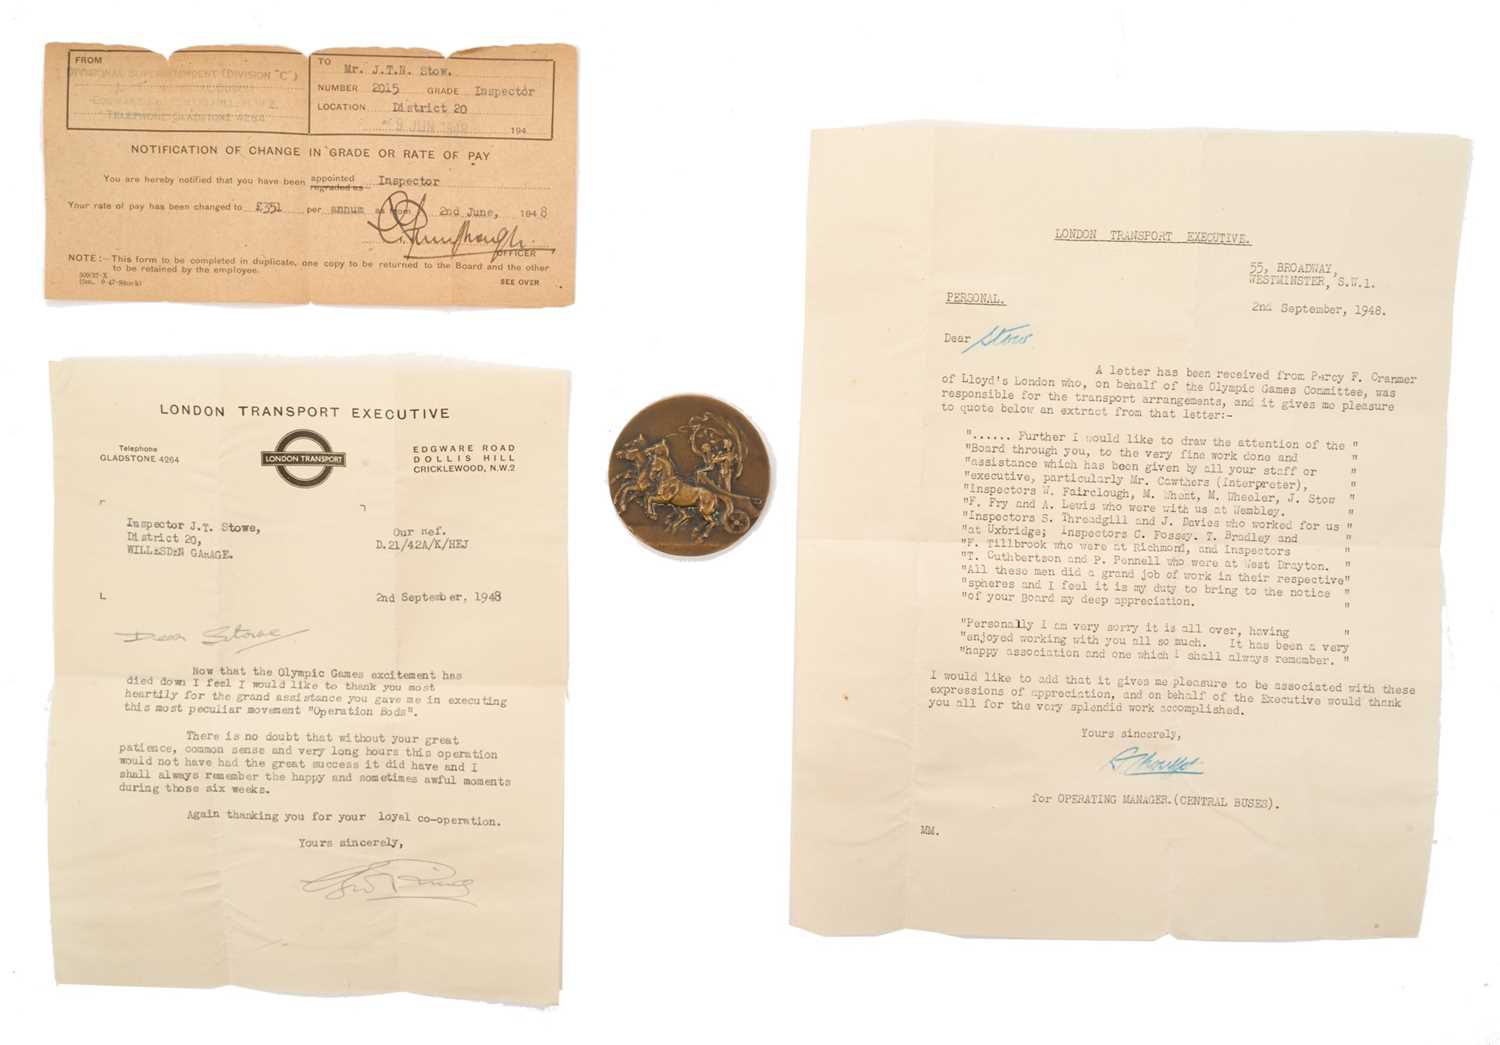 FROM
DIVISIONAL SUPERINTENDENT (DIVISION "C")
TELEPHONE GLADSTONE 4264
TO Mr. J.T.N. Stow.
NUMBER 2015 GRADE Inspector
LOCATION District 20
8 JUN 1948 194
NOTIFICATION OF CHANGE IN GRADE OR RATE OF PAY
You are hereby notified that you have been appointed regraded as Inspector
Your rate of pay has been changed to £351 per annum as from 2nd June, 1948
OFFICER
NOTE :—This form to be completed in duplicate, one copy to be returned to the Board and the other
to be retained by the employee.
SEE OVER
LONDON TRANSPORT EXECUTIVE
Telephone
GLADSTONE 4264
LONDON TRANSPORT
EDGWARE ROAD
DOLLIS HILL
CRICKLEWOOD, N.W.2
Inspector J.T. Stowe,
District 20,
WILLESDEN GARAGE.
Our Ref.
D.21/42A/K/HEJ
2nd September, 1948
Dear Stowe
Now that the Olympic Games excitement has
died down I feel I would like to thank you most
heartily for the grand assistance you gave me in executing
this most peculiar movement "Operation Bods".
There is no doubt that without your great
patience, common sense and very long hours this operation
would not have had the great success it did have and I
shall always remember the happy and sometimes awful moments
during those six weeks.
Again thanking you for your loyal co-operation.
Yours sincerely,
LONDON TRANSPORT EXECUTIVE.
55, BROADWAY,
WESTMINSTER, S.W.1.
PERSONAL.
2nd September, 1948.
Dear Stow
A letter has been received from Percy F. Cranmer
of Lloyd's London who, on behalf of the Olympic Games Committee, was
responsible for the transport arrangements, and it gives me pleasure
to quote below an extract from that letter:-
"...... Further I would like to draw the attention of the "
"Board through you, to the very fine work done and "
"assistance which has been given by all your staff or "
"executive, particularly Mr. Cawthers (Interpreter), "
"Inspectors W. Fairclough, M. Whent, M. Wheeler, J. Stow "
"F. Fry and A. Lewis who were with us at Wembley. "
"Inspectors S. Threadgill and J. Davies who worked for us "
"at Uxbridge; Inspectors C. Fossey. T. Bradley and "
"F. Tillbrook who were at Richmond, and Inspectors "
"T. Cuthbertson and P. Pennell who were at West Drayton. "
"All these men did a grand job of work in their respective"
"spheres and I feel it is my duty to bring to the notice "
"of your Board my deep appreciation. "
"Personally I am very sorry it is all over, having "
"enjoyed working with you all so much. It has been a very
"happy association and one which I shall always remember. "
I would like to add that it gives me pleasure to be associated with these
expressions of appreciation, and on behalf of the Executive would thank
you all for the very splendid work accomplished.
Yours sincerely,
for OPERATING MANAGER.(CENTRAL BUSES).
MM.